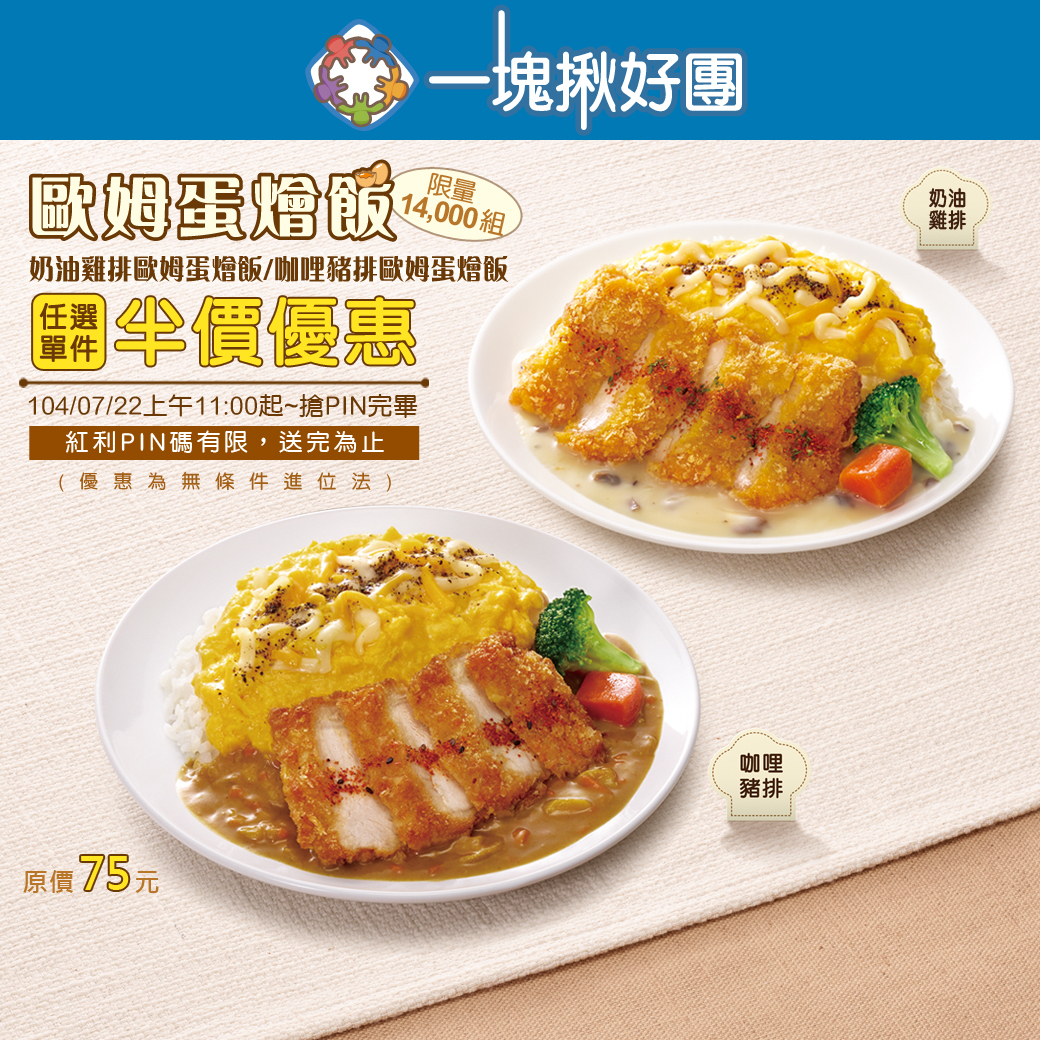 一塊揪好團
歐姆蛋燴飯
限量
14,000組
奶油雞排歐姆蛋燴飯/咖哩豬排歐姆蛋燴飯
任選
單件
半價優惠
104/07/22上午11:00起~搶PIN完畢
紅利PIN碼有限，送完為止
(優惠為無條件進位法)
奶油
雞排
咖哩
豬排
原價75元